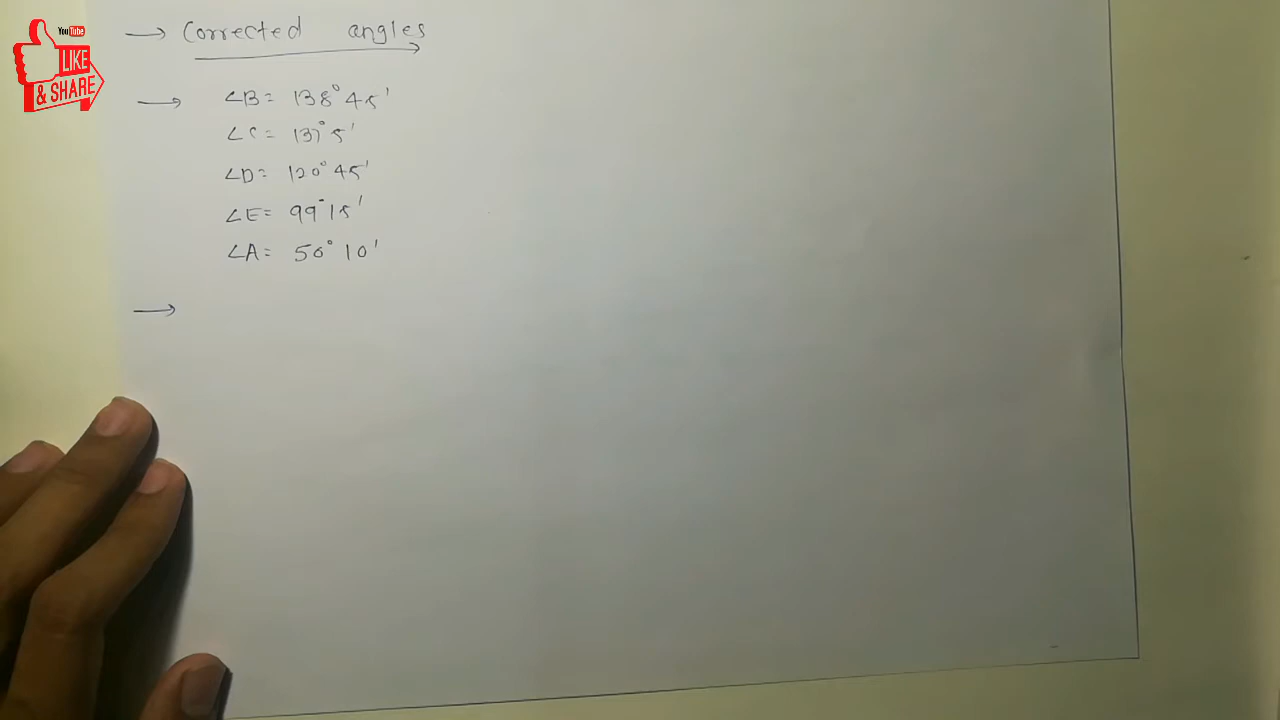 YouTube
LIKE
& SHARE
→ Corrected angles
→ ∠B = 138° 45'
∠C = 137° 5'
∠D = 120° 45'
∠E = 99° 15'
∠A = 50° 10'
→